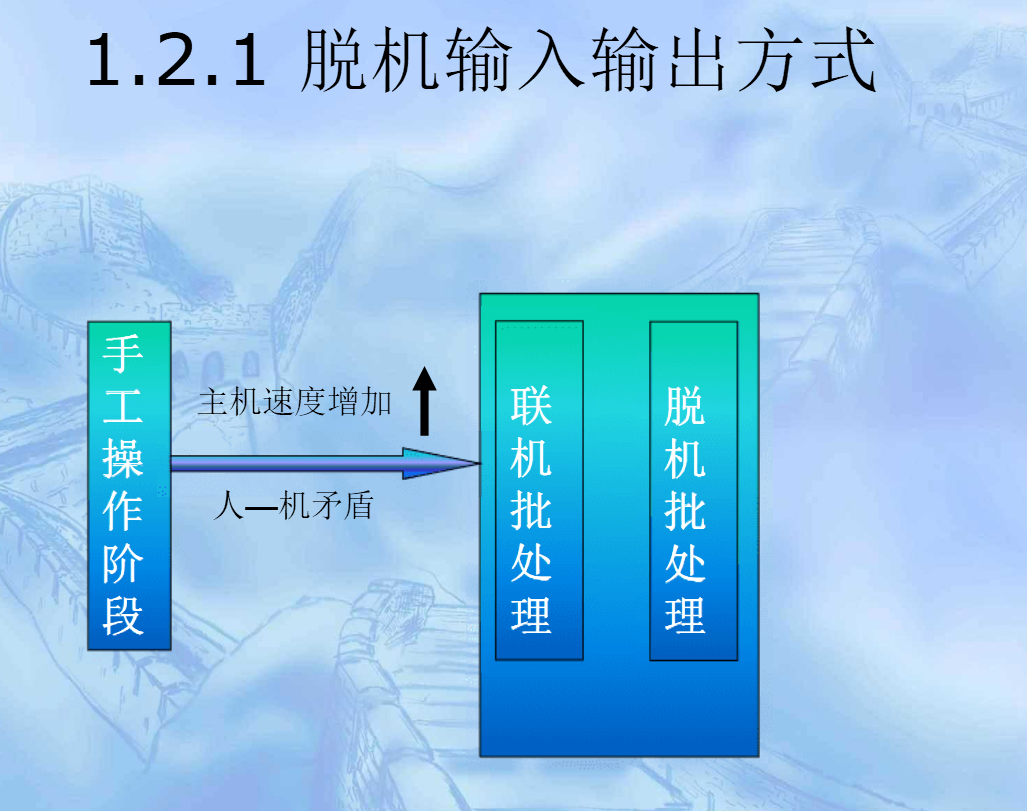 1.2.1 脱机输入输出方式
手工操作阶段
主机速度增加
人—机矛盾
联机批处理
脱机批处理